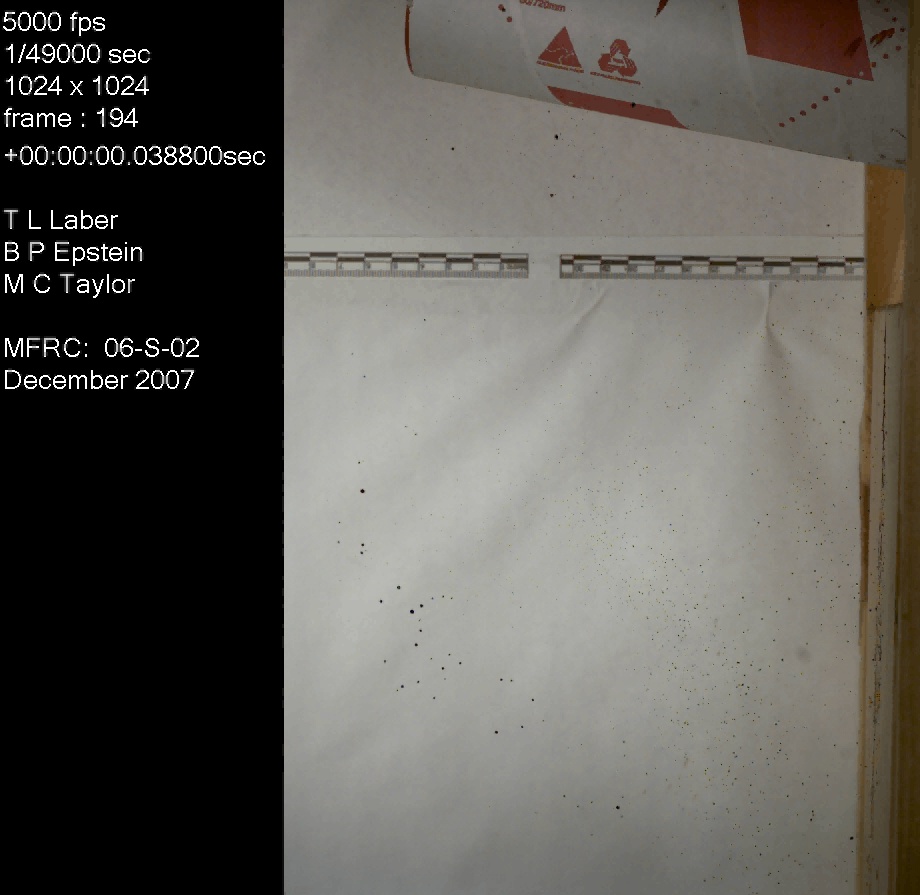 5000 fps
1/49000 sec
1024 x 1024
frame : 194
+00:00:00.038800sec
T L Laber
B P Epstein
M C Taylor
MFRC: 06-S-02
December 2007